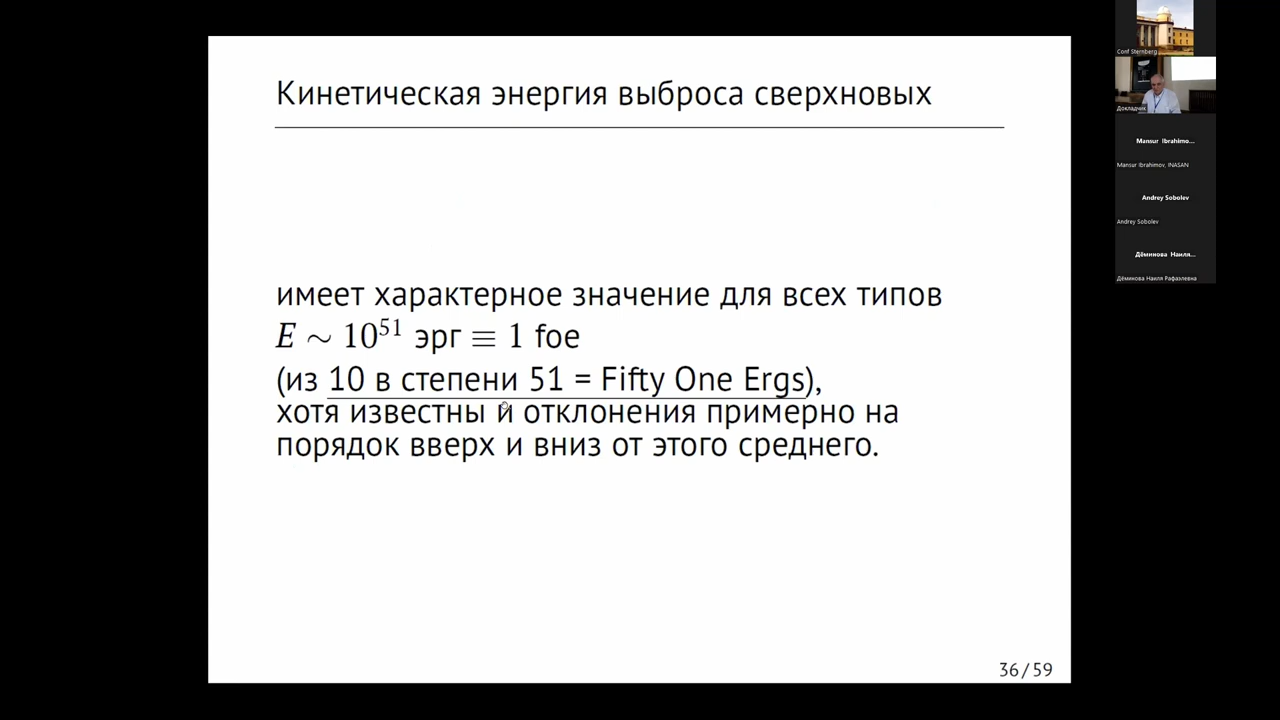 Кинетическая энергия выброса сверхновых
имеет характерное значение для всех типов
E ∼ 10⁵¹ эрг ≡ 1 foe
(из 10 в степени 51 = Fifty One Ergs),
хотя известны и отклонения примерно на
порядок вверх и вниз от этого среднего.
36/59
Conf Sternberg
Докладчик
Mansur Ibrahimo...
Mansur Ibrahimov, INASAN
Andrey Sobolev
Andrey Sobolev
Дёминова Наиля...
Дёминова Наиля Рафаэлевна